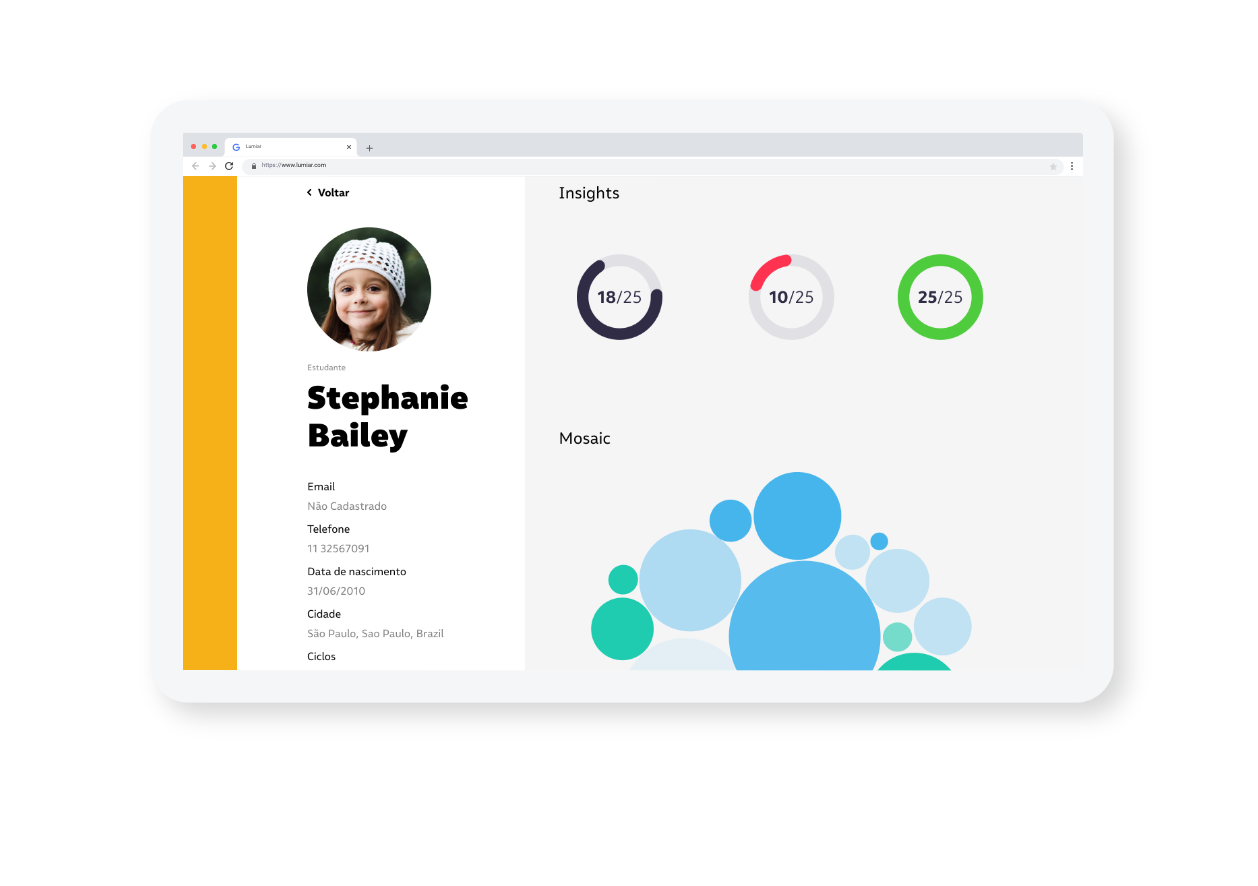 Lumiar
https://www.lumiar.com
Voltar
Estudante
Stephanie
Bailey
Email
Não Cadastrado
Telefone
11 32567091
Data de nascimento
31/06/2010
Cidade
São Paulo, Sao Paulo, Brazil
Ciclos
Insights
18/25
10/25
25/25
Mosaic